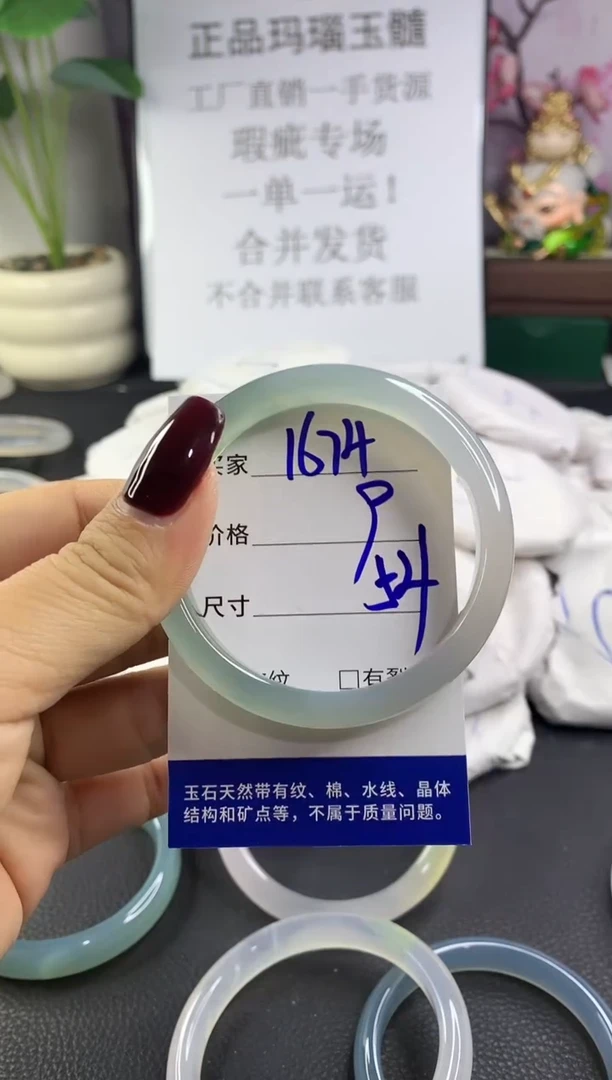 正品玛瑙玉髓
工厂直销一手货源
瑕疵专场
一单一运！
合并发货
不合并联系客服
买家 1674
价格
尺寸 54
纹 □有裂
玉石天然带有纹、棉、水线、晶体
结构和矿点等，不属于质量问题。